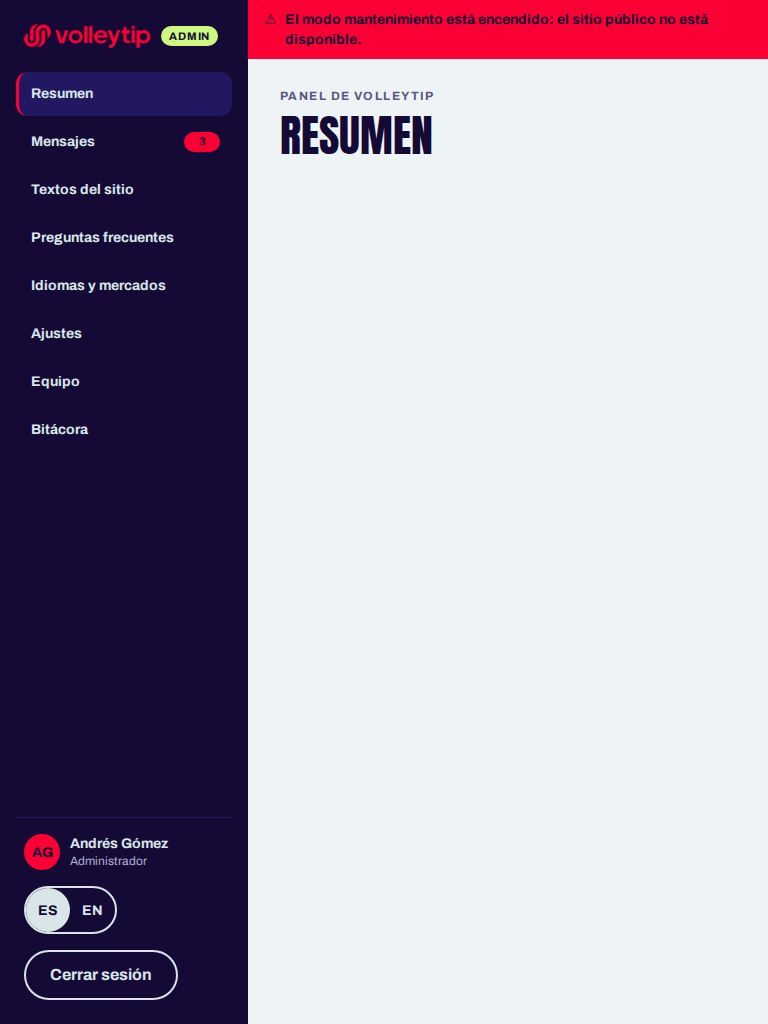 volleytip ADMIN
Resumen
Mensajes 3
Textos del sitio
Preguntas frecuentes
Idiomas y mercados
Ajustes
Equipo
Bitácora
AG Andrés Gómez
Administrador
ES EN
Cerrar sesión
⚠ El modo mantenimiento está encendido: el sitio público no está
disponible.
PANEL DE VOLLEYTIP
RESUMEN